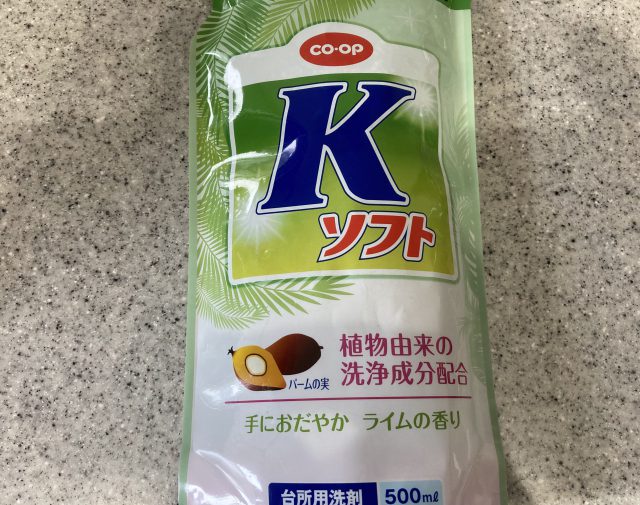 CO·OP
K
ソフト
パームの実
植物由来の
洗浄成分配合
手におだやか ライムの香り
台所用洗剤 500mℓ